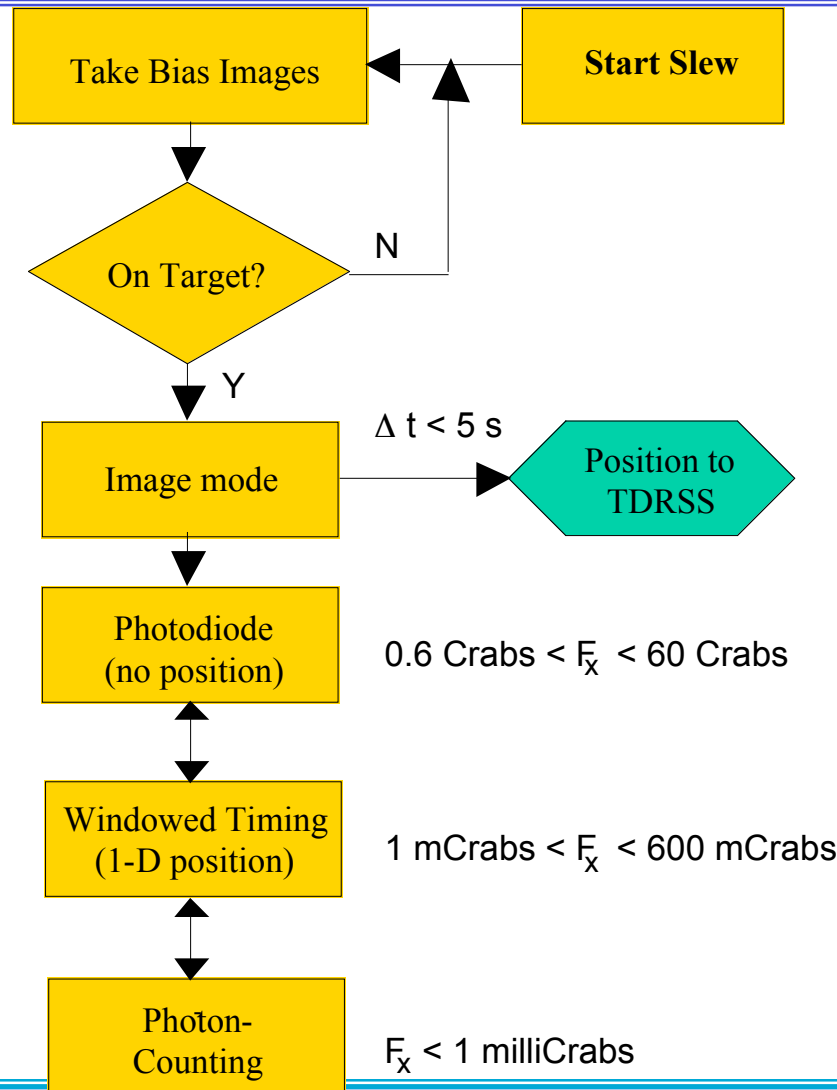 Take Bias Images
Start Slew
On Target?
N
Y
Δ t < 5 s
Image mode
Position to
TDRSS
Photodiode
(no position)
0.6 Crabs < Fx < 60 Crabs
Windowed Timing
(1-D position)
1 mCrabs < Fx < 600 mCrabs
Photon-
Counting
Fx < 1 milliCrabs